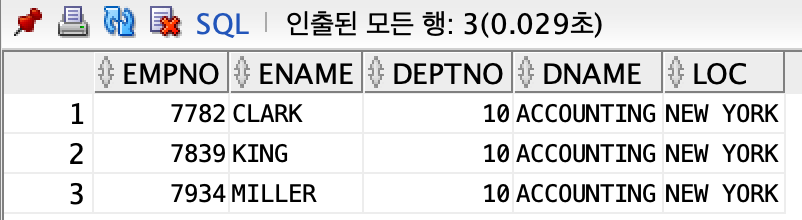 SQL | 인출된 모든 행: 3(0.029초)
EMPNO ENAME DEPTNO DNAME LOC
1 7782 CLARK 10 ACCOUNTING NEW YORK
2 7839 KING 10 ACCOUNTING NEW YORK
3 7934 MILLER 10 ACCOUNTING NEW YORK